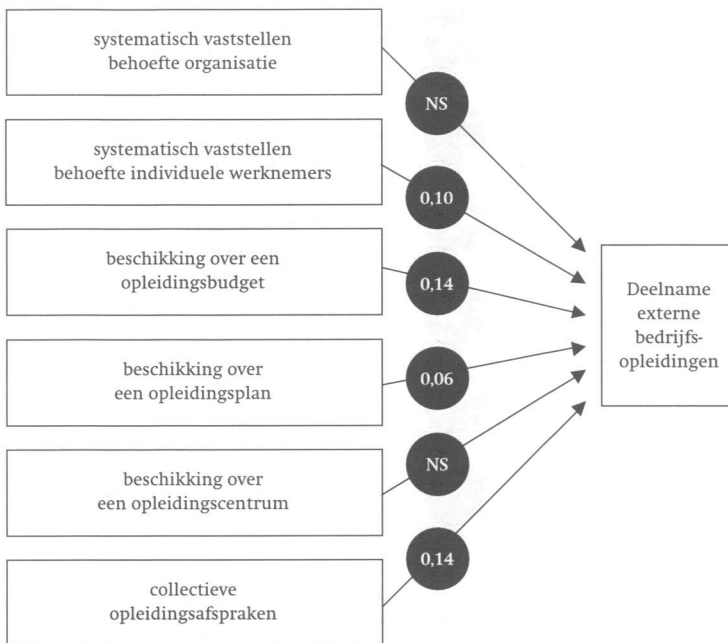 systematisch vaststellen
behoefte organisatie
NS
systematisch vaststellen
behoefte individuele werknemers
0,10
beschikking over een
opleidingsbudget
0,14
Deelname
externe
bedrijfs-
opleidingen
beschikking over
een opleidingsplan
0,06
beschikking over
een opleidingscentrum
NS
collectieve
opleidingsafspraken
0,14